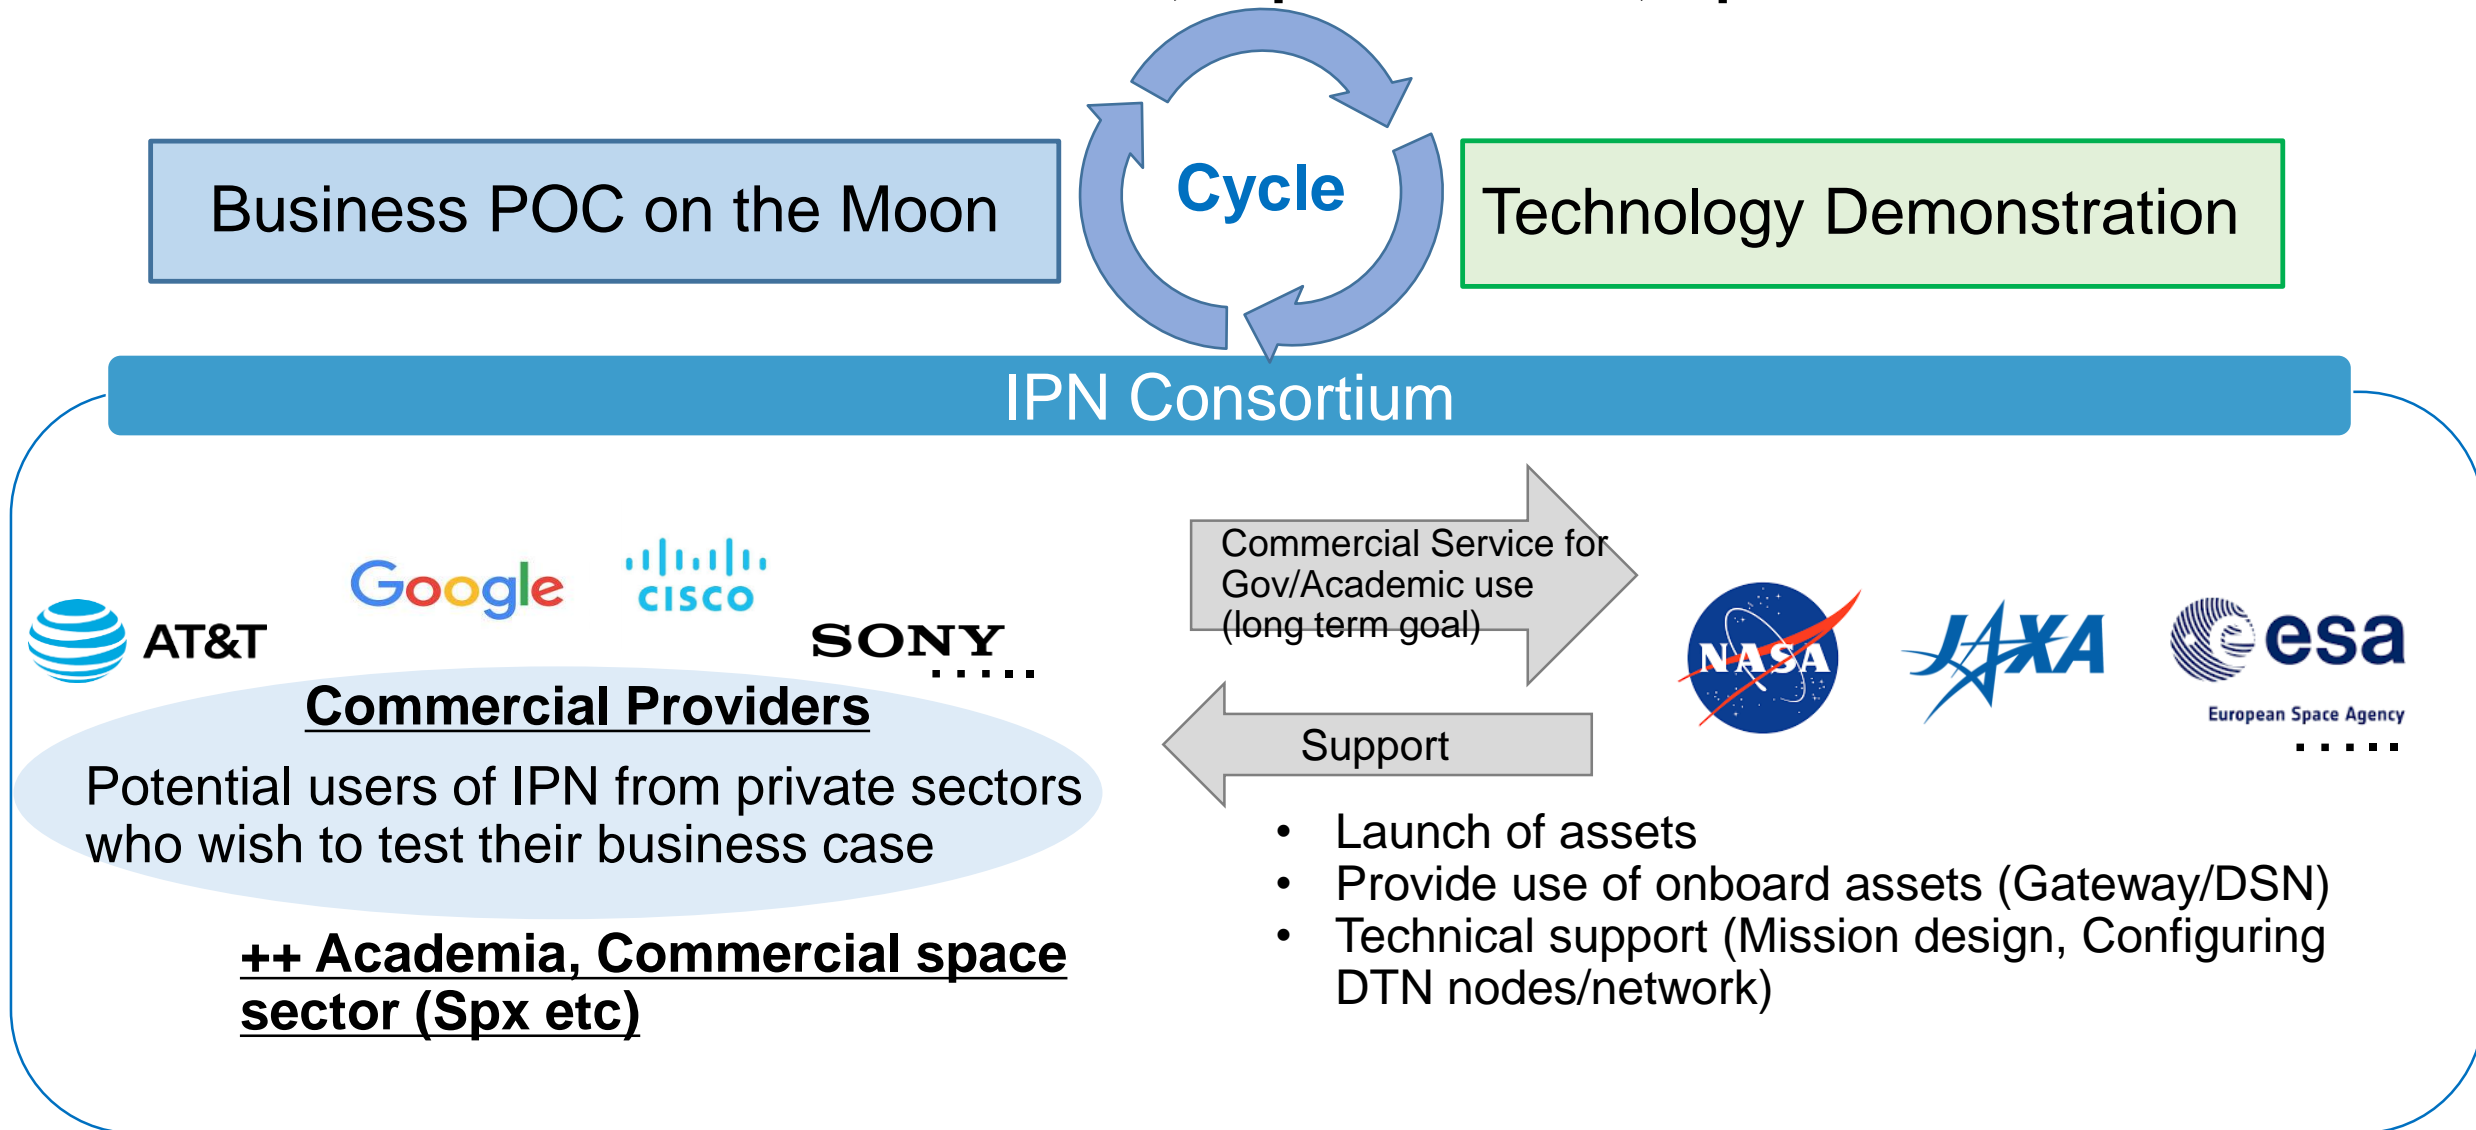 Business POC on the Moon
Cycle
Technology Demonstration
IPN Consortium
AT&T
Google
CISCO
SONY
.....
Commercial Providers
Potential users of IPN from private sectors
who wish to test their business case
++ Academia, Commercial space
sector (Spx etc)
Commercial Service for
Gov/Academic use
(long term goal)
Support
NASA
JAXA
esa
European Space Agency
.....
• Launch of assets
• Provide use of onboard assets (Gateway/DSN)
• Technical support (Mission design, Configuring
DTN nodes/network)